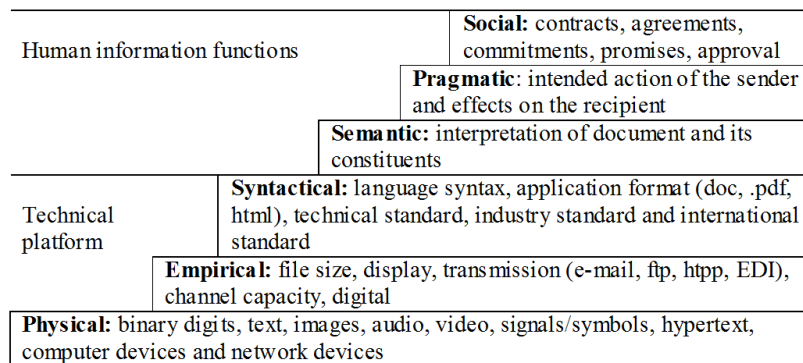 Social: contracts, agreements,
Human information functions
commitments, promises, approval
Pragmatic: intended action of the sender
and effects on the recipient
Semantic: interpretation of document and its
constituents
Syntactical: language syntax, application format (doc, .pdf,
Technical
html), technical standard, industry standard and international
platform
standard
Empirical: file size, display, transmission (e-mail, ftp, htpp, EDI),
channel capacity, digital
Physical: binary digits, text, images, audio, video, signals/symbols, hypertext,
computer devices and network devices